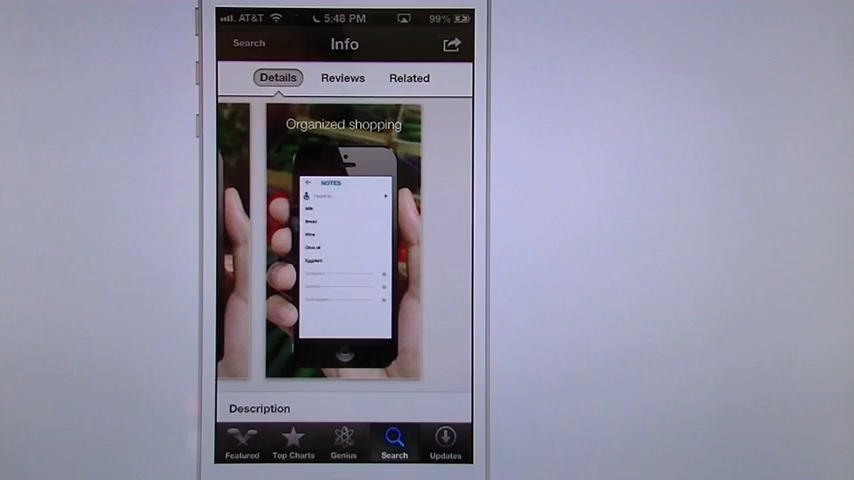 AT&T 5:48 PM 99%
Search Info
Details Reviews Related
Organized shopping
NOTES
Milk
Bread
Wine
Olive oil
Eggplant
Description
Featured Top Charts Genius Search Updates